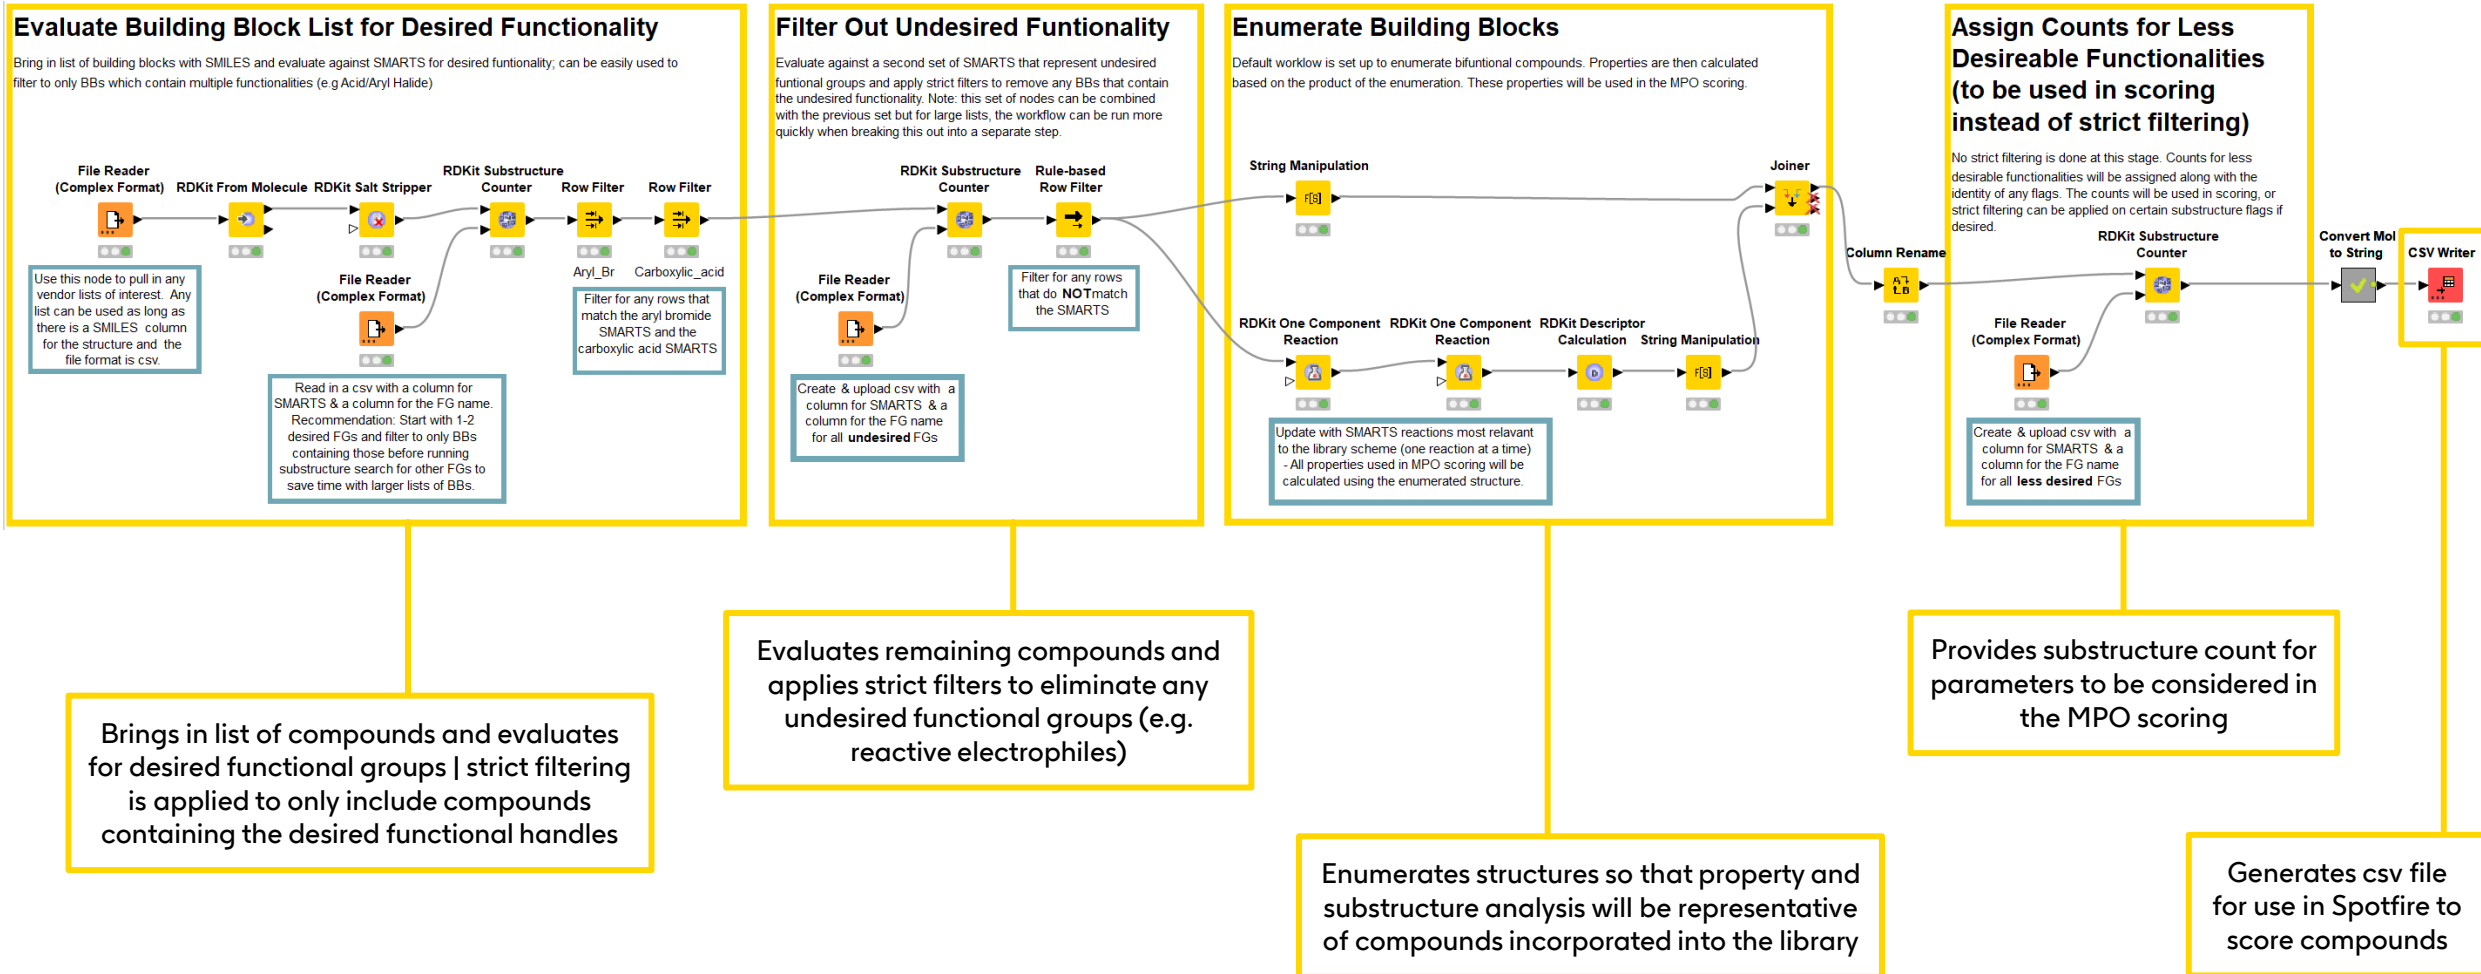 Evaluate Building Block List for Desired Functionality
Bring in list of building blocks with SMILES and evaluate against SMARTS for desired funtionality; can be easily used to
filter to only BBs which contain multiple functionalities (e.g Acid/Aryl Halide)
File Reader
(Complex Format)
RDKit From Molecule
RDKit Salt Stripper
RDKit Substructure
Counter
Row Filter
Row Filter
Aryl_Br
Carboxylic_acid
Use this node to pull in any
vendor lists of interest. Any
list can be used as long as
there is a SMILES column
for the structure and the
file format is csv.
File Reader
(Complex Format)
Filter for any rows that
match the aryl bromide
SMARTS and the
carboxylic acid SMARTS
Read in a csv with a column for
SMARTS & a column for the FG name.
Recommendation: Start with 1-2
desired FGs and filter to only BBs
containing those before running
substructure search for other FGs to
save time with larger lists of BBs.
Filter Out Undesired Funtionality
Evaluate against a second set of SMARTS that represent undesired
funtional groups and apply strict filters to remove any BBs that contain
the undesired functionality. Note: this set of nodes can be combined
with the previous set but for large lists, the workflow can be run more
quickly when breaking this out into a separate step.
RDKit Substructure
Counter
Rule-based
Row Filter
File Reader
(Complex Format)
Filter for any rows
that do NOTmatch
the SMARTS
Create & upload csv with a
column for SMARTS & a
column for the FG name
for all undesired FGs
Enumerate Building Blocks
Default worklow is set up to enumerate bifuntional compounds. Properties are then calculated
based on the product of the enumeration. These properties will be used in the MPO scoring.
String Manipulation
F[S]
Joiner
RDKit One Component
Reaction
RDKit One Component
Reaction
RDKit Descriptor
Calculation
String Manipulation
D
F[S]
Update with SMARTS reactions most relavant
to the library scheme (one reaction at a time)
- All properties used in MPO scoring will be
calculated using the enumerated structure.
Column Rename
Assign Counts for Less
Desireable Functionalities
(to be used in scoring
instead of strict filtering)
No strict filtering is done at this stage. Counts for less
desirable functionalities will be assigned along with the
identity of any flags. The counts will be used in scoring, or
strict filtering can be applied on certain substructure flags if
desired.
RDKit Substructure
Counter
File Reader
(Complex Format)
Create & upload csv with a
column for SMARTS & a
column for the FG name
for all less desired FGs
Convert Mol
to String
CSV Writer
Brings in list of compounds and evaluates
for desired functional groups | strict filtering
is applied to only include compounds
containing the desired functional handles
Evaluates remaining compounds and
applies strict filters to eliminate any
undesired functional groups (e.g.
reactive electrophiles)
Enumerates structures so that property and
substructure analysis will be representative
of compounds incorporated into the library
Provides substructure count for
parameters to be considered in
the MPO scoring
Generates csv file
for use in Spotfire to
score compounds